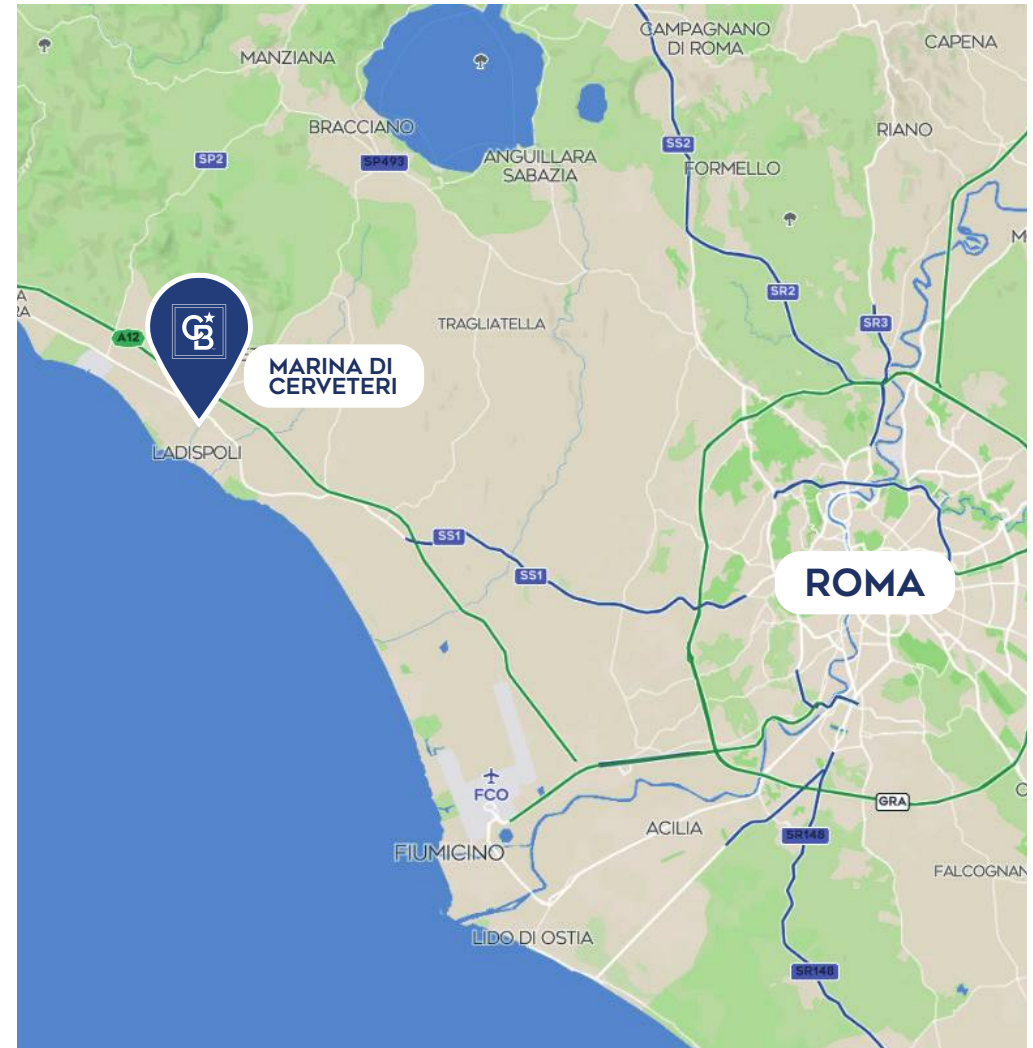 CAMPAGNANO
DI ROMA
CAPENA
MANZIANA
BRACCIANO
RIANO
SS2
SP2
SP493
ANGUILLARA
SABAZIA
FORMELLO
SR2
SR3
TRAGLIATELLA
A12
CB
MARINA DI
CERVETERI
LADISPOLI
SS1
SS1
ROMA
FCO
GRA
ACILIA
SR148
FIUMICINO
FALCOGNAN
LIDO DI OSTIA
SR148